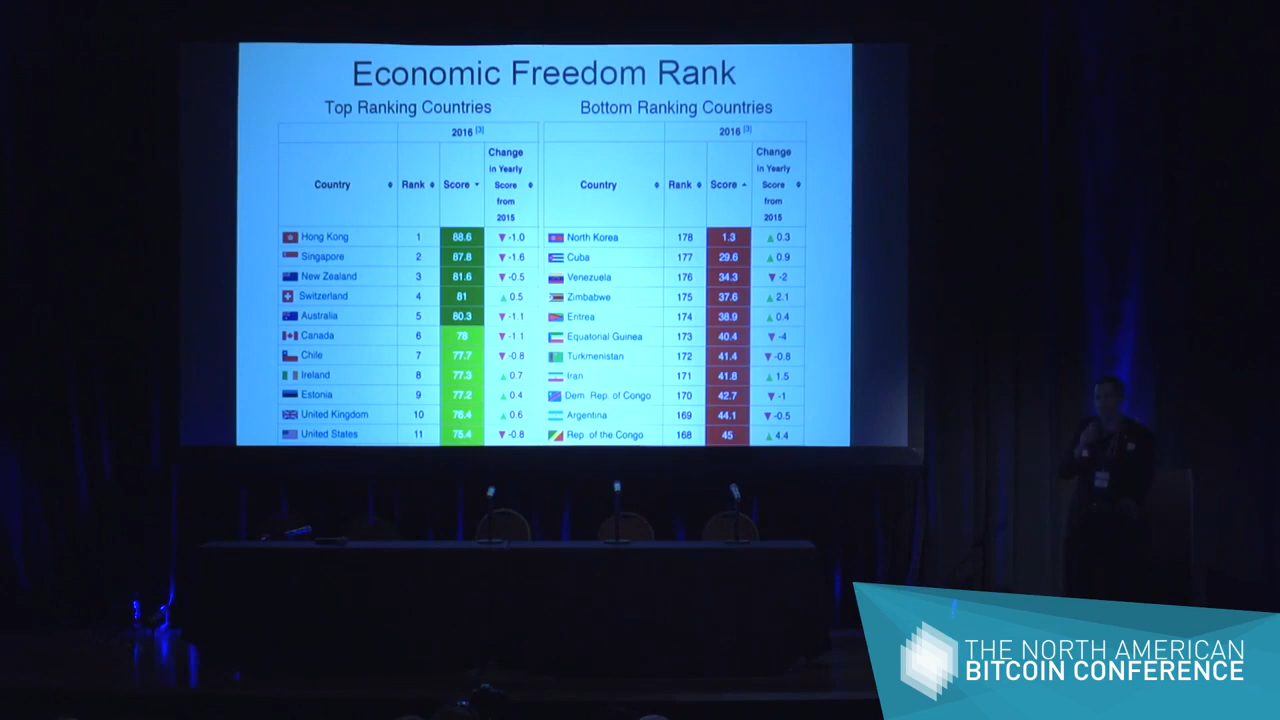 Economic Freedom Rank
Top Ranking Countries
2016 [3]
Country Rank Score Change in Yearly Score from 2015
Hong Kong 1 88.6 ▼ -1.0
Singapore 2 87.8 ▼ -1.6
New Zealand 3 81.6 ▼ -0.5
Switzerland 4 81 ▲ 0.5
Australia 5 80.3 ▼ -1.1
Canada 6 78 ▼ -1.1
Chile 7 77.7 ▼ -0.8
Ireland 8 77.3 ▲ 0.7
Estonia 9 77.2 ▲ 0.4
United Kingdom 10 76.4 ▲ 0.6
United States 11 75.4 ▼ -0.8
Bottom Ranking Countries
2016 [3]
Country Rank Score Change in Yearly Score from 2015
North Korea 178 1.3 ▲ 0.3
Cuba 177 29.6 ▲ 0.9
Venezuela 176 34.3 ▼ -2
Zimbabwe 175 37.6 ▲ 2.1
Eritrea 174 38.9 ▲ 0.4
Equatorial Guinea 173 40.4 ▼ -4
Turkmenistan 172 41.4 ▼ -0.8
Iran 171 41.8 ▲ 1.5
Dem. Rep. of Congo 170 42.7 ▼ -1
Argentina 169 44.1 ▼ -0.5
Rep. of the Congo 168 45 ▲ 4.4
THE NORTH AMERICAN
BITCOIN CONFERENCE